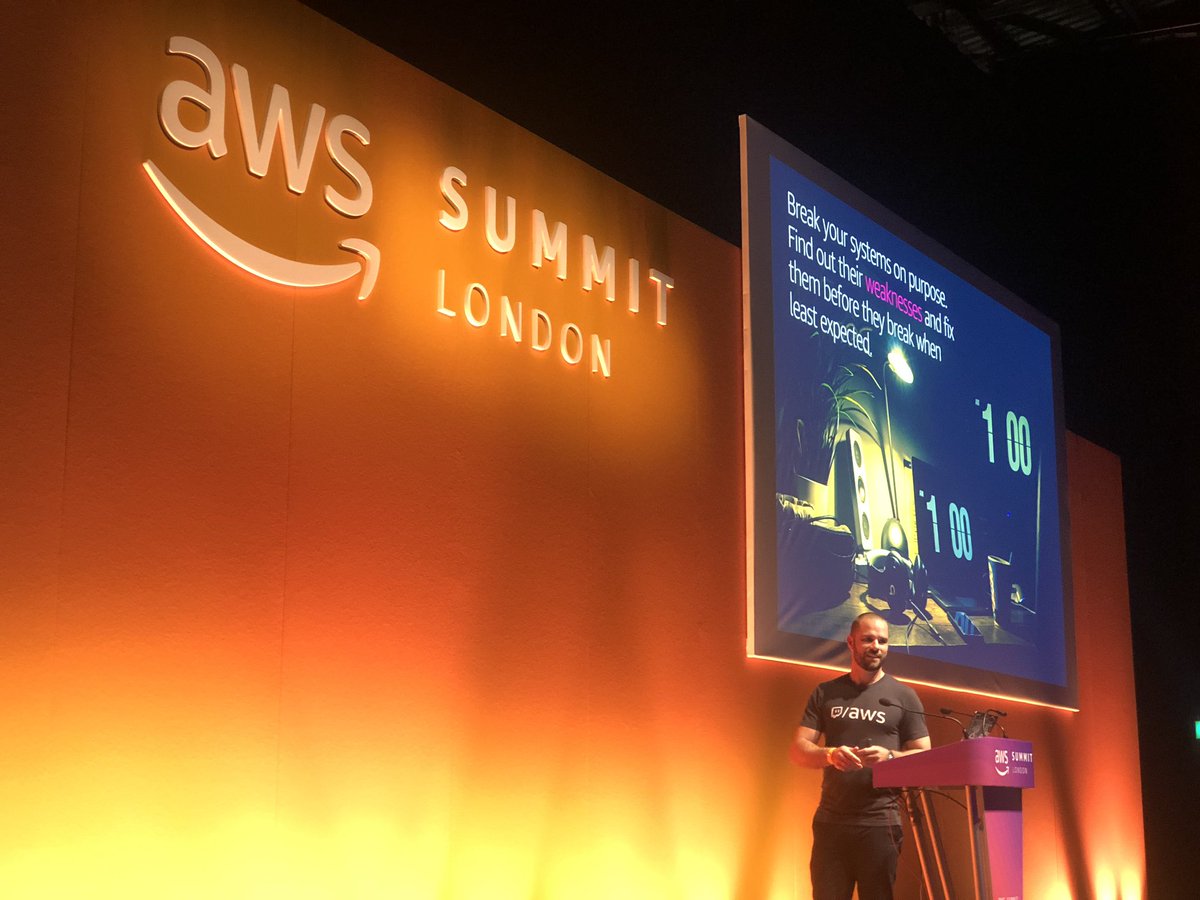 aws
SUMMIT
LONDON
Break your systems on purpose.
Find out their weaknesses and fix
them before they break when
least expected.
1 00
1 00
/aws
aws SUMMIT
LONDON